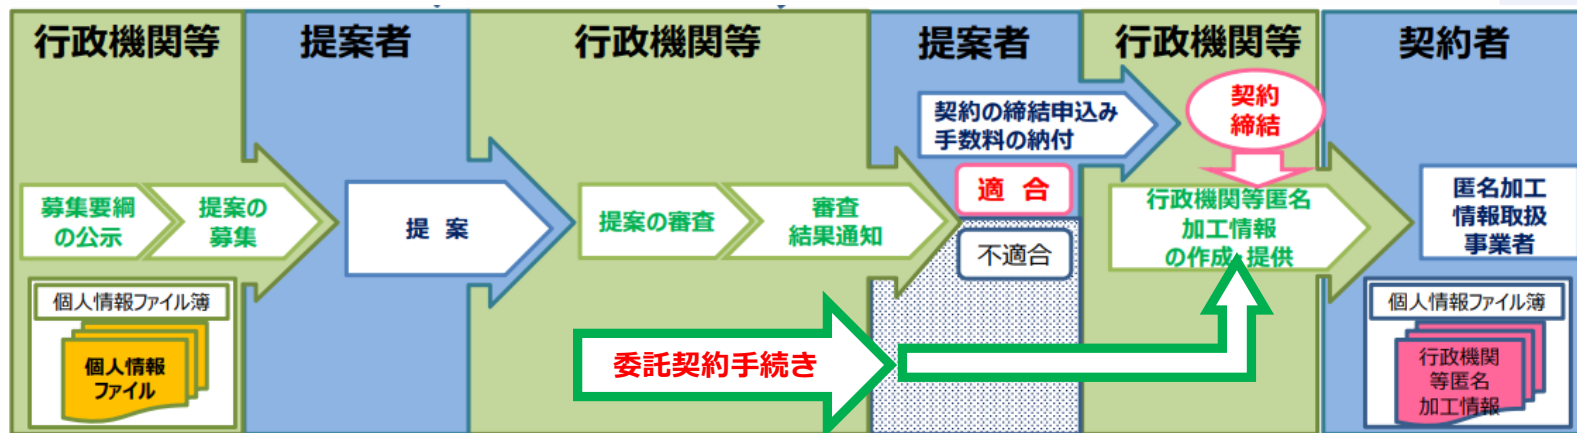 行政機関等
提案者
行政機関等
提案者
行政機関等
契約者
募集要綱
の公示
提案の
募集
個人情報ファイル簿
個人情報
ファイル
提 案
提案の審査
審査
結果通知
契約の締結申込み
手数料の納付
適 合
不適合
委託契約手続き
契約
締結
行政機関等匿名
加工情報
の作成 提供
匿名加工
情報取扱
事業者
個人情報ファイル簿
行政機関
等匿名
加工情報